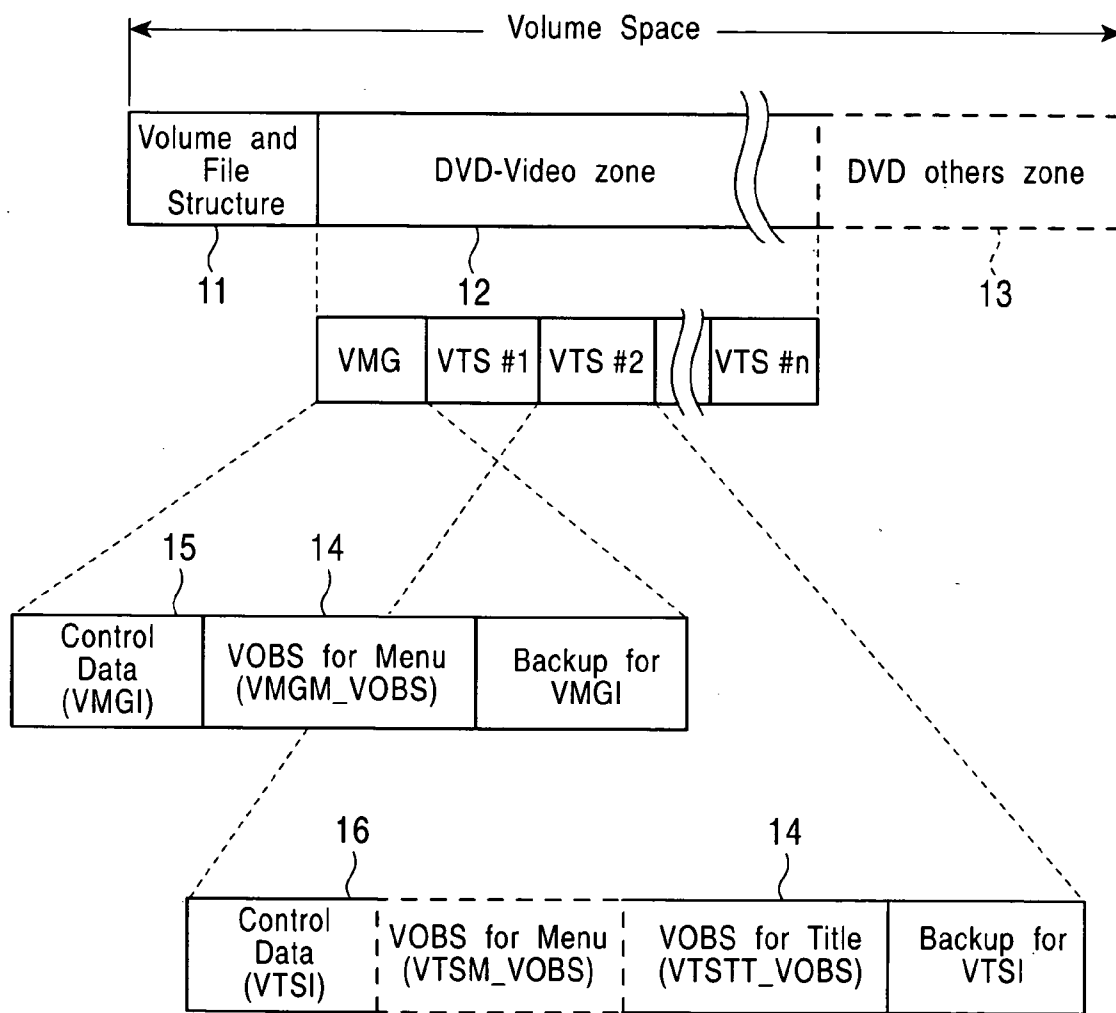 Volume Space
Volume and
File
Structure
DVD-Video zone
DVD others zone
11
12
13
VMG
VTS #1
VTS #2
VTS #n
15
14
Control
Data
(VMGI)
VOBS for Menu
(VMGM_VOBS)
Backup for
VMGI
16
14
Control
Data
(VTSI)
VOBS for Menu
(VTSM_VOBS)
VOBS for Title
(VTSTT_VOBS)
Backup for
VTSI